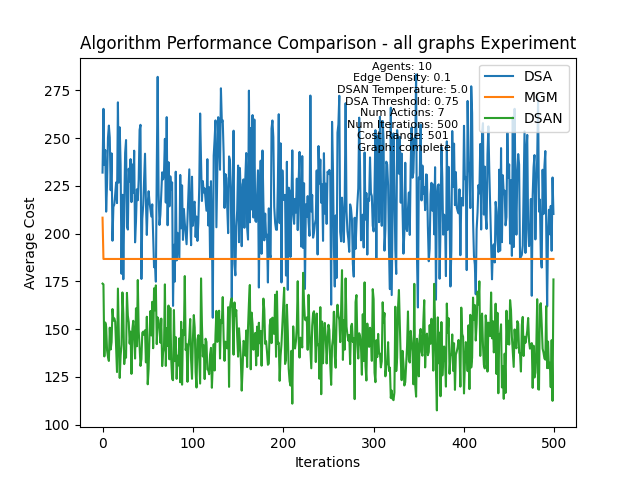 Algorithm Performance Comparison - all graphs Experiment
Agents: 10
Edge Density: 0.1
DSAN Temperature: 5.0
DSA Threshold: 0.75
Num Actions: 7
Num Iterations: 500
Cost Range: 501
Graph: complete
DSA
MGM
DSAN
Average Cost
275
250
225
200
175
150
125
100
0
100
200
300
400
500
Iterations